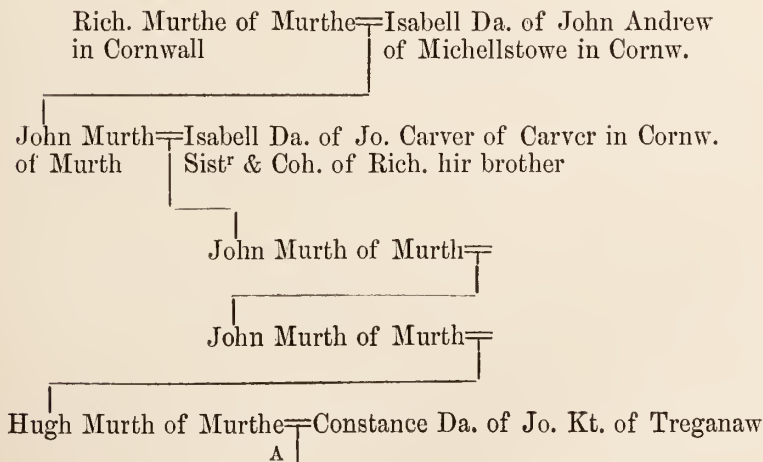 Rich. Murthe of Murthe Isabell Da. of John Andrew
in Cornwall of Michellstowe in Cornw.
John Murth Isabell Da. of Jo. Carver of Carver in Cornw.
of Murth Sistʳ & Coh. of Rich. hir brother
John Murth of Murth
John Murth of Murth
Hugh Murth of Murthe Constance Da. of Jo. Kt. of Treganaw
A